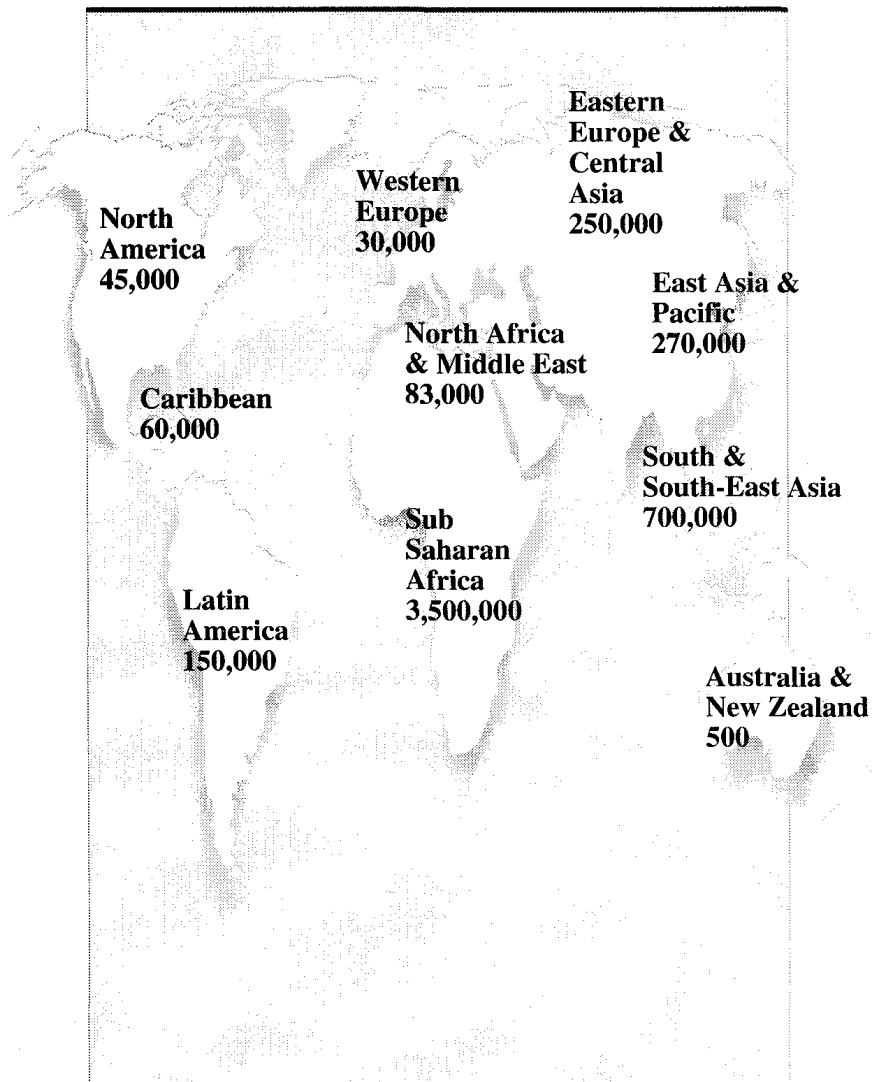 Eastern
Europe &
Central
Asia
250,000
Western
Europe
30,000
North
America
45,000
East Asia &
Pacific
270,000
North Africa
& Middle East
83,000
Caribbean
60,000
South &
South-East Asia
700,000
Sub
Saharan
Africa
3,500,000
Latin
America
150,000
Australia &
New Zealand
500